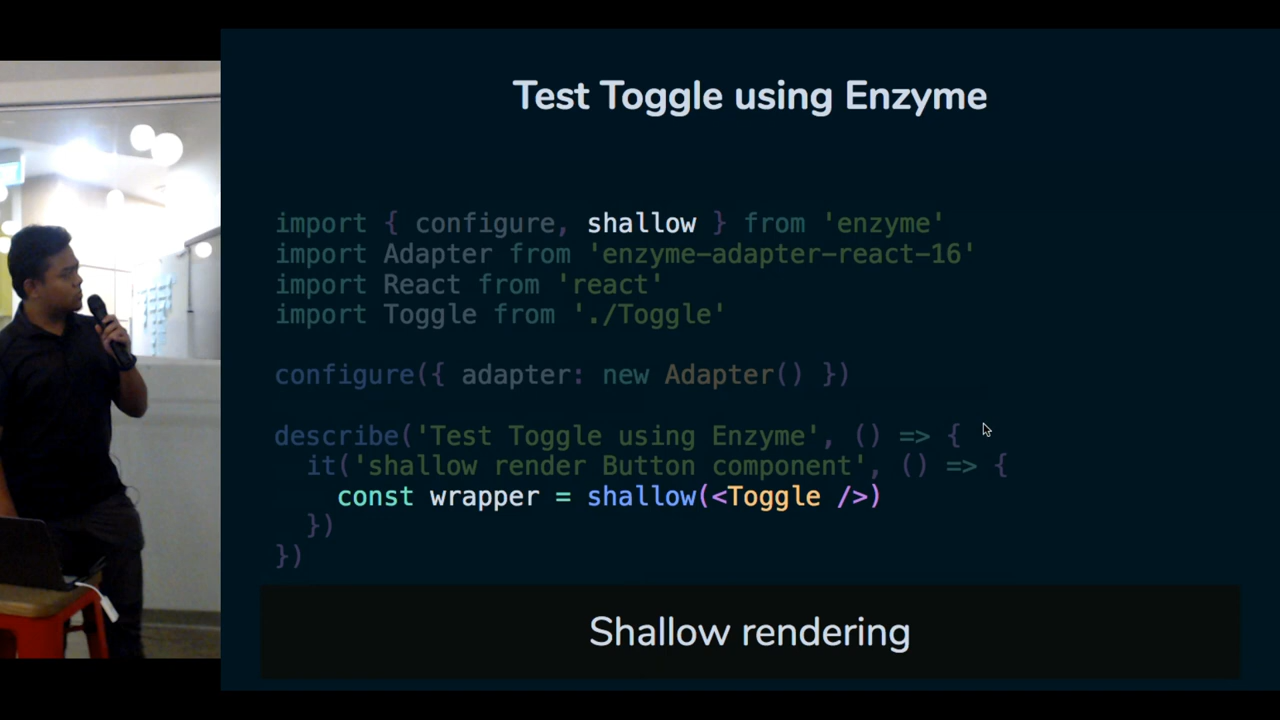 Test Toggle using Enzyme
import { configure, shallow } from 'enzyme'
import Adapter from 'enzyme-adapter-react-16'
import React from 'react'
import Toggle from './Toggle'
configure({ adapter: new Adapter() })
describe('Test Toggle using Enzyme', () => {
it('shallow render Button component', () => {
const wrapper = shallow(<Toggle />)
})
})
Shallow rendering